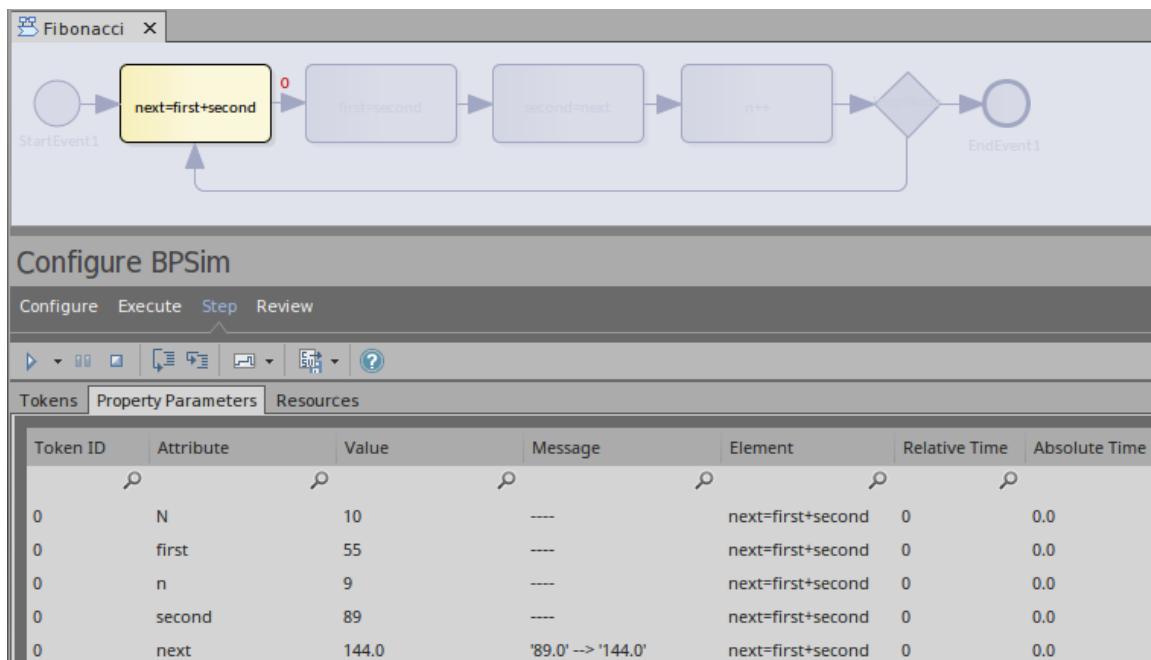 Fibonacci
next=first+second
0
first=second
second=next
n++
StartEvent1
EndEvent1
Configure BPSim
Configure Execute Step Review
Tokens Property Parameters Resources
Token ID Attribute Value Message Element Relative Time Absolute Time
0 N 10 ---- next=first+second 0 0.0
0 first 55 ---- next=first+second 0 0.0
0 n 9 ---- next=first+second 0 0.0
0 second 89 ---- next=first+second 0 0.0
0 next 144.0 '89.0' --> '144.0' next=first+second 0 0.0